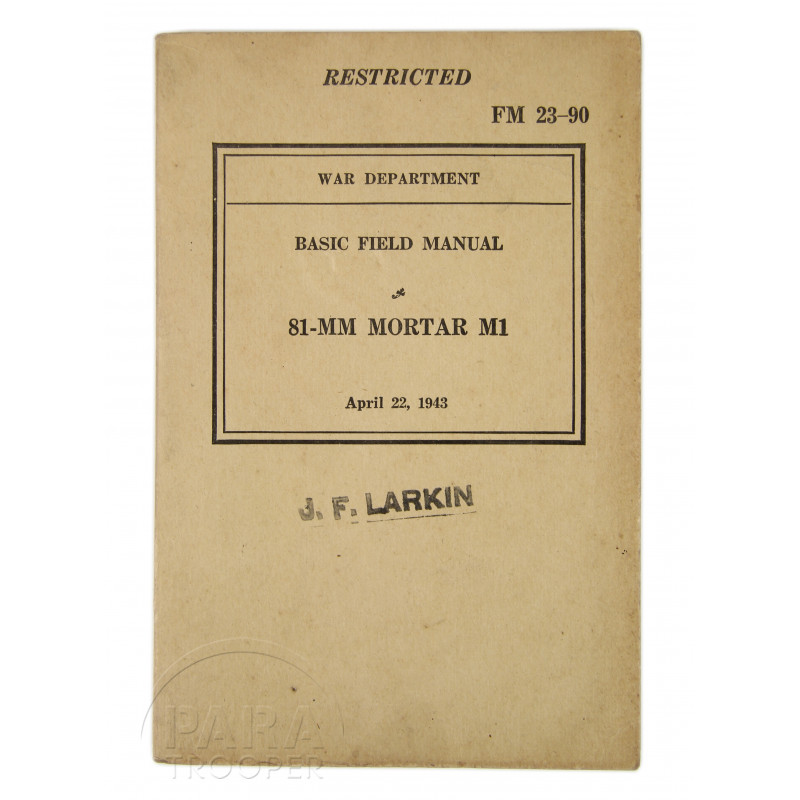 RESTRICTED
FM 23-90
WAR DEPARTMENT
BASIC FIELD MANUAL
81-MM MORTAR M1
April 22, 1943
J. F. LARKIN
PARA
TROOPER